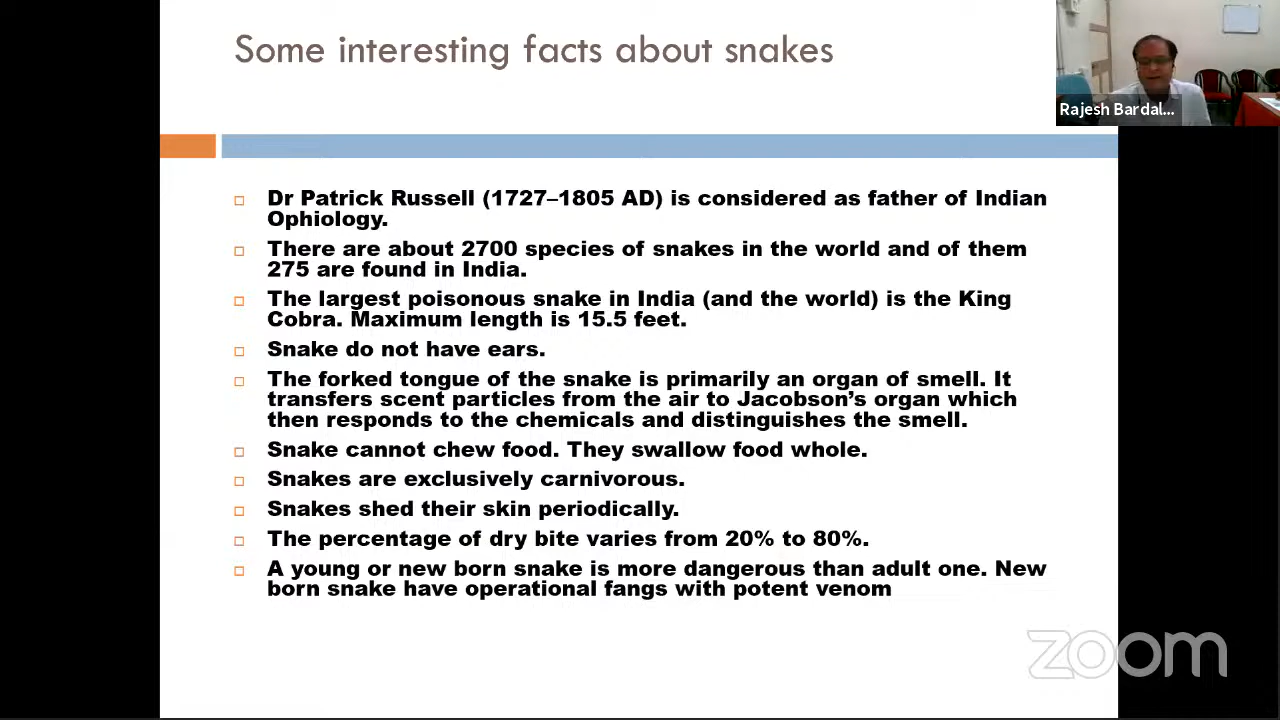 Some interesting facts about snakes
Rajesh Bardal...
Dr Patrick Russell (1727–1805 AD) is considered as father of Indian
Ophiology.
There are about 2700 species of snakes in the world and of them
275 are found in India.
The largest poisonous snake in India (and the world) is the King
Cobra. Maximum length is 15.5 feet.
Snake do not have ears.
The forked tongue of the snake is primarily an organ of smell. It
transfers scent particles from the air to Jacobson’s organ which
then responds to the chemicals and distinguishes the smell.
Snake cannot chew food. They swallow food whole.
Snakes are exclusively carnivorous.
Snakes shed their skin periodically.
The percentage of dry bite varies from 20% to 80%.
A young or new born snake is more dangerous than adult one. New
born snake have operational fangs with potent venom
zoom